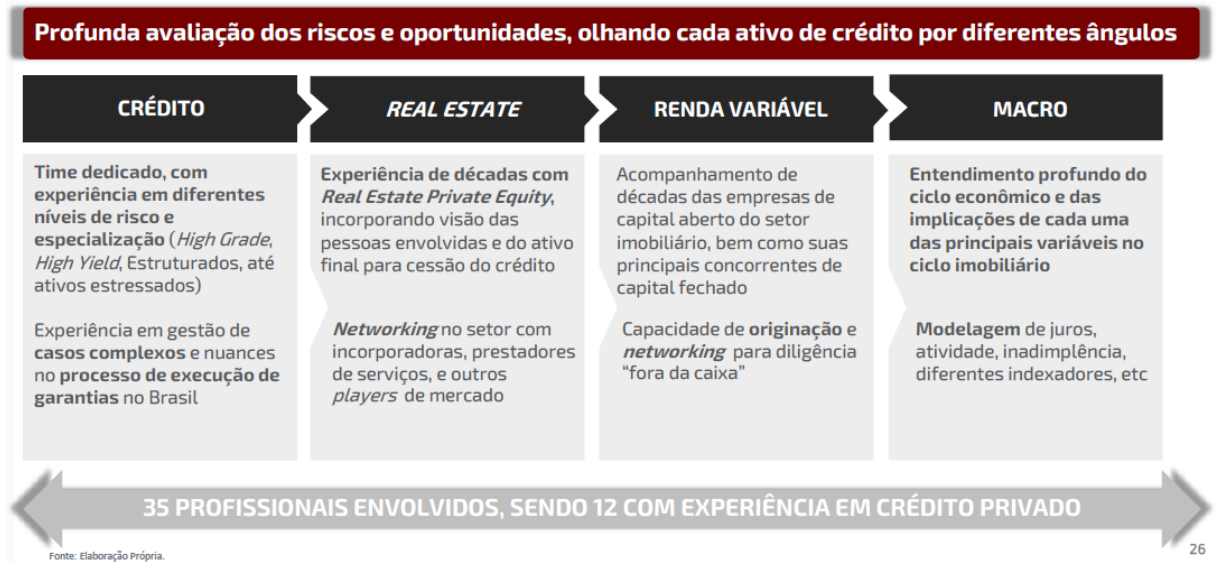 Profunda avaliação dos riscos e oportunidades, olhando cada ativo de crédito por diferentes ângulos
CRÉDITO
Time dedicado, com
experiência em diferentes
níveis de risco e
especialização (High Grade,
High Yield, Estruturados, até
ativos estressados)
Experiência em gestão de
casos complexos e nuances
no processo de execução de
garantias no Brasil
REAL ESTATE
Experiência de décadas com
Real Estate Private Equity,
incorporando visão das
pessoas envolvidas e do ativo
final para cessão do crédito
Networking no setor com
incorporadoras, prestadores
de serviços, e outros
players de mercado
RENDA VARIÁVEL
Acompanhamento de
décadas das empresas de
capital aberto do setor
imobiliário, bem como suas
principais concorrentes de
capital fechado
Capacidade de originação e
networking para diligência
“fora da caixa”
MACRO
Entendimento profundo do
ciclo econômico e das
implicações de cada uma
das principais variáveis no
ciclo imobiliário
Modelagem de juros,
atividade, inadimplência,
diferentes indexadores, etc
35 PROFISSIONAIS ENVOLVIDOS, SENDO 12 COM EXPERIÊNCIA EM CRÉDITO PRIVADO
Fonte: Elaboração Própria.
26